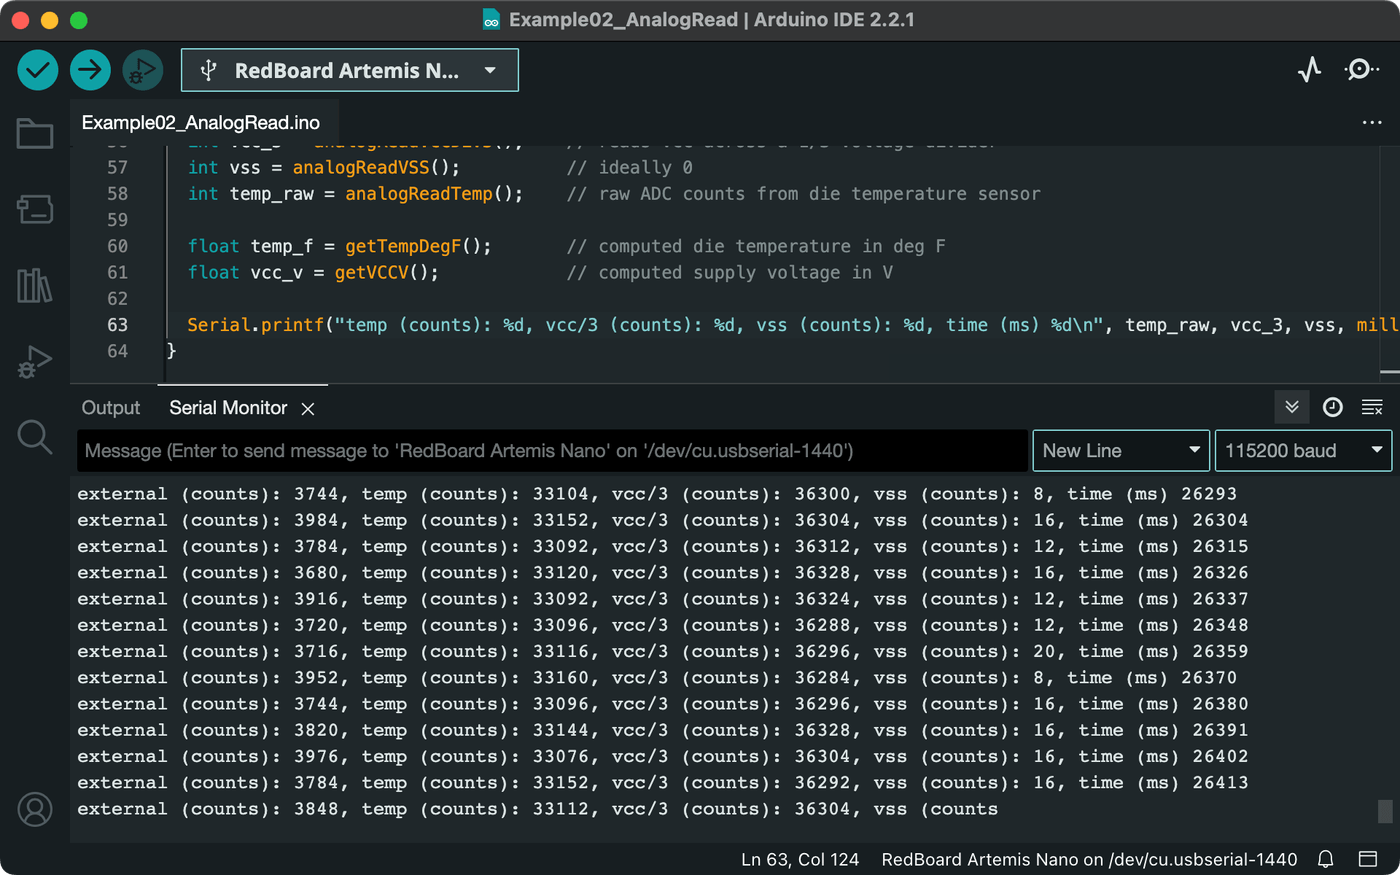 Example02_AnalogRead | Arduino IDE 2.2.1
RedBoard Artemis N...
Example02_AnalogRead.ino
57 int vss = analogReadVSS(); // ideally 0
58 int temp_raw = analogReadTemp(); // raw ADC counts from die temperature sensor
59
60 float temp_f = getTempDegF(); // computed die temperature in deg F
61 float vcc_v = getVCCV(); // computed supply voltage in V
62
63 Serial.printf("temp (counts): %d, vcc/3 (counts): %d, vss (counts): %d, time (ms) %d\n", temp_raw, vcc_3, vss, mill
64 }
Output Serial Monitor
Message (Enter to send message to 'RedBoard Artemis Nano' on '/dev/cu.usbserial-1440') New Line 115200 baud
external (counts): 3744, temp (counts): 33104, vcc/3 (counts): 36300, vss (counts): 8, time (ms) 26293
external (counts): 3984, temp (counts): 33152, vcc/3 (counts): 36304, vss (counts): 16, time (ms) 26304
external (counts): 3784, temp (counts): 33092, vcc/3 (counts): 36312, vss (counts): 12, time (ms) 26315
external (counts): 3680, temp (counts): 33120, vcc/3 (counts): 36328, vss (counts): 16, time (ms) 26326
external (counts): 3916, temp (counts): 33092, vcc/3 (counts): 36324, vss (counts): 12, time (ms) 26337
external (counts): 3720, temp (counts): 33096, vcc/3 (counts): 36288, vss (counts): 12, time (ms) 26348
external (counts): 3716, temp (counts): 33116, vcc/3 (counts): 36296, vss (counts): 20, time (ms) 26359
external (counts): 3952, temp (counts): 33160, vcc/3 (counts): 36284, vss (counts): 8, time (ms) 26370
external (counts): 3744, temp (counts): 33096, vcc/3 (counts): 36296, vss (counts): 16, time (ms) 26380
external (counts): 3820, temp (counts): 33144, vcc/3 (counts): 36328, vss (counts): 16, time (ms) 26391
external (counts): 3976, temp (counts): 33076, vcc/3 (counts): 36304, vss (counts): 16, time (ms) 26402
external (counts): 3784, temp (counts): 33152, vcc/3 (counts): 36292, vss (counts): 16, time (ms) 26413
external (counts): 3848, temp (counts): 33112, vcc/3 (counts): 36304, vss (counts
Ln 63, Col 124 RedBoard Artemis Nano on /dev/cu.usbserial-1440